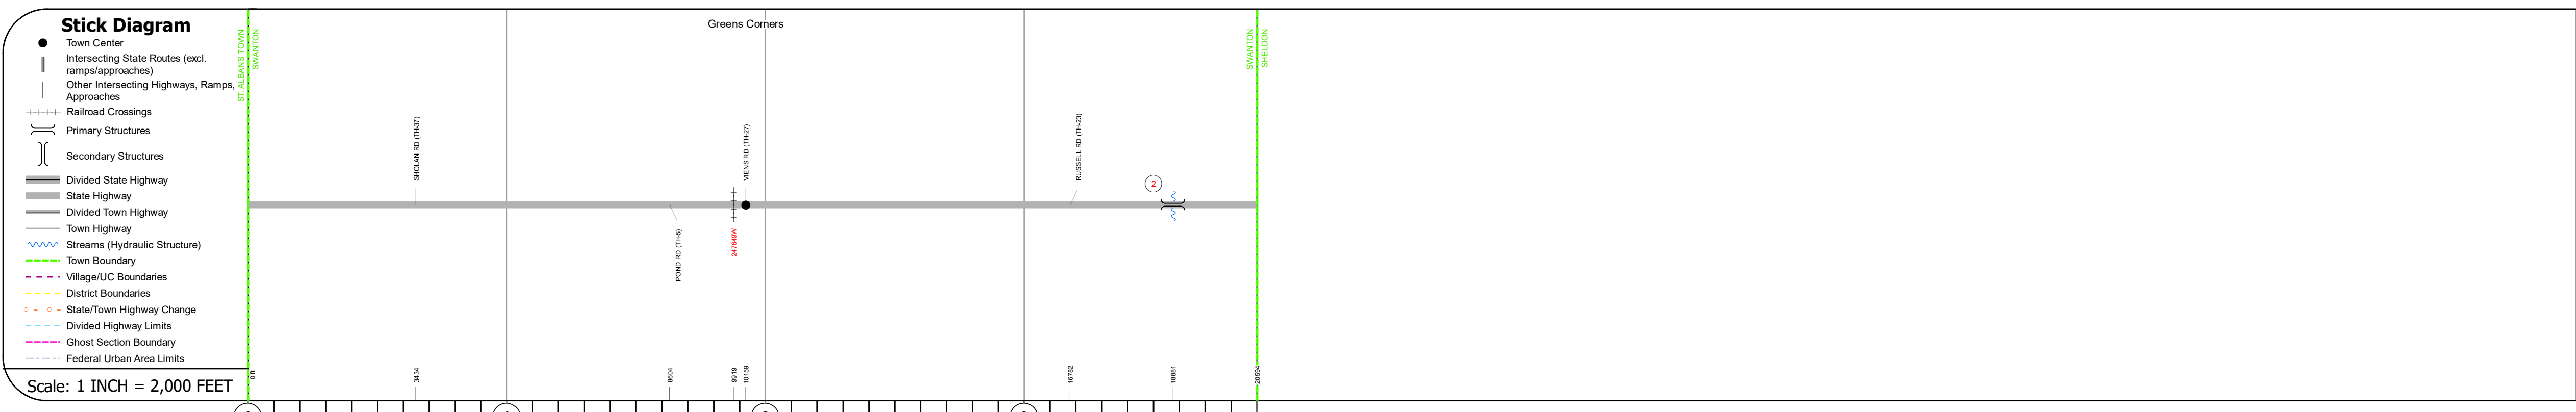 Stick Diagram
Town Center
Intersecting State Routes (excl.
ramps/approaches)
Other Intersecting Highways, Ramps,
Approaches
Railroad Crossings
Primary Structures
Secondary Structures
Divided State Highway
State Highway
Divided Town Highway
Town Highway
Streams (Hydraulic Structure)
Town Boundary
Village/UC Boundaries
District Boundaries
State/Town Highway Change
Divided Highway Limits
Ghost Section Boundary
Federal Urban Area Limits
Scale: 1 INCH = 2,000 FEET
ST. ALBANS TOWN
SWANTON
Greens Corners
SWANTON
SHELDON
SHOLAN RD (TH-37)
POND RD (TH-5)
247849W
VIENS RD (TH-27)
RUSSELL RD (TH-23)
2
0 ft
3434
8604
9919
10159
16782
18881
20594